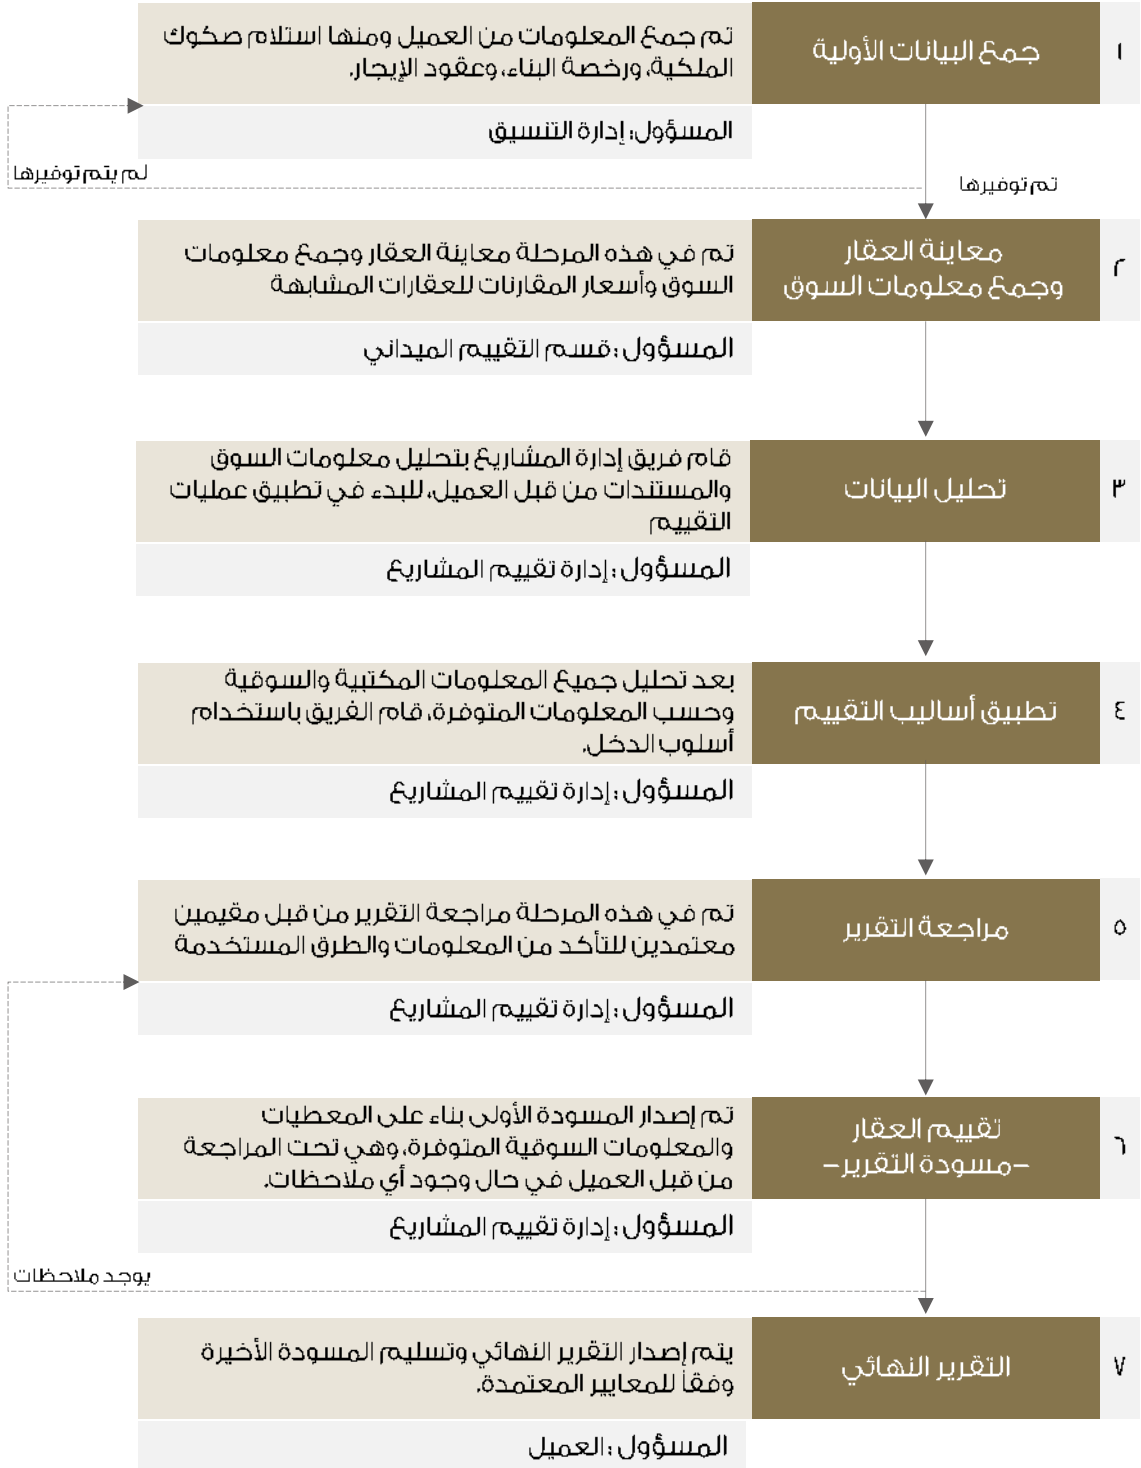 ١
جمع البيانات الأولية
تم جمع المعلومات من العميل ومنها استلام صكوك
الملكية، ورخصة البناء، وعقود الإيجار.
المسؤول: إدارة التنسيق
لم يتم توفيرها
تم توفيرها
٢
معاينة العقار
وجمع معلومات السوق
تم في هذه المرحلة معاينة العقار وجمع معلومات
السوق وأسعار المقارنات للعقارات المشابهة
المسؤول: قسم التقييم الميداني
٣
تحليل البيانات
قام فريق إدارة المشاريع بتحليل معلومات السوق
والمستندات من قبل العميل، للبدء في تطبيق عمليات
التقييم
المسؤول: إدارة تقييم المشاريع
٤
تطبيق أساليب التقييم
بعد تحليل جميع المعلومات المكتبية والسوقية
وحسب المعلومات المتوفرة، قام الفريق باستخدام
أسلوب الدخل.
المسؤول: إدارة تقييم المشاريع
٥
مراجعة التقرير
تم في هذه المرحلة مراجعة التقرير من قبل مقيمين
معتمدين للتأكد من المعلومات والطرق المستخدمة
المسؤول: إدارة تقييم المشاريع
٦
تقييم العقار
-مسودة التقرير-
تم إصدار المسودة الأولى بناء على المعطيات
والمعلومات السوقية المتوفرة، وهي تحت المراجعة
من قبل العميل في حال وجود أي ملاحظات.
المسؤول: إدارة تقييم المشاريع
يوجد ملاحظات
٧
التقرير النهائي
يتم إصدار التقرير النهائي وتسليم المسودة الأخيرة
وفقاً للمعايير المعتمدة.
المسؤول: العميل